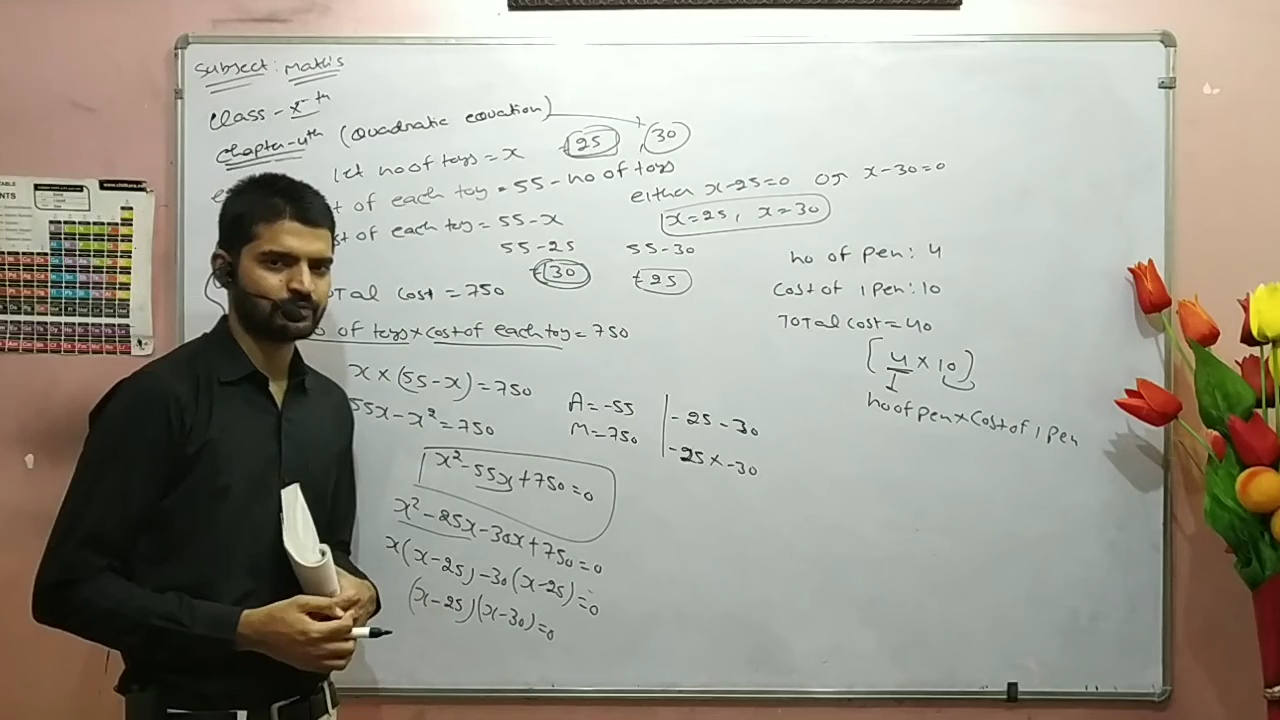 Subject: Maths
Class - X th
Chapter-4th (Quadratic equation)
let no of toys = x 25 , 30
t of each toy = 55 - no of toys
st of each toy = 55 - x
55-25 55-30
30 25
otal cost = 750
o of toys × cost of each toy = 750
x × (55-x) = 750
55x - x² = 750
x² - 55x + 750 = 0
x² - 25x - 30x + 750 = 0
x(x-25) - 30(x-25) = 0
(x-25)(x-30) = 0
A = -55
M = 750
-25 -30
-25 × -30
either x-25=0 or x-30=0
x=25, x=30
no of pen: 4
Cost of 1 pen: 10
Total cost = 40
[4 × 10)
no of pen × Cost of 1 pen
www.chitkara.edu